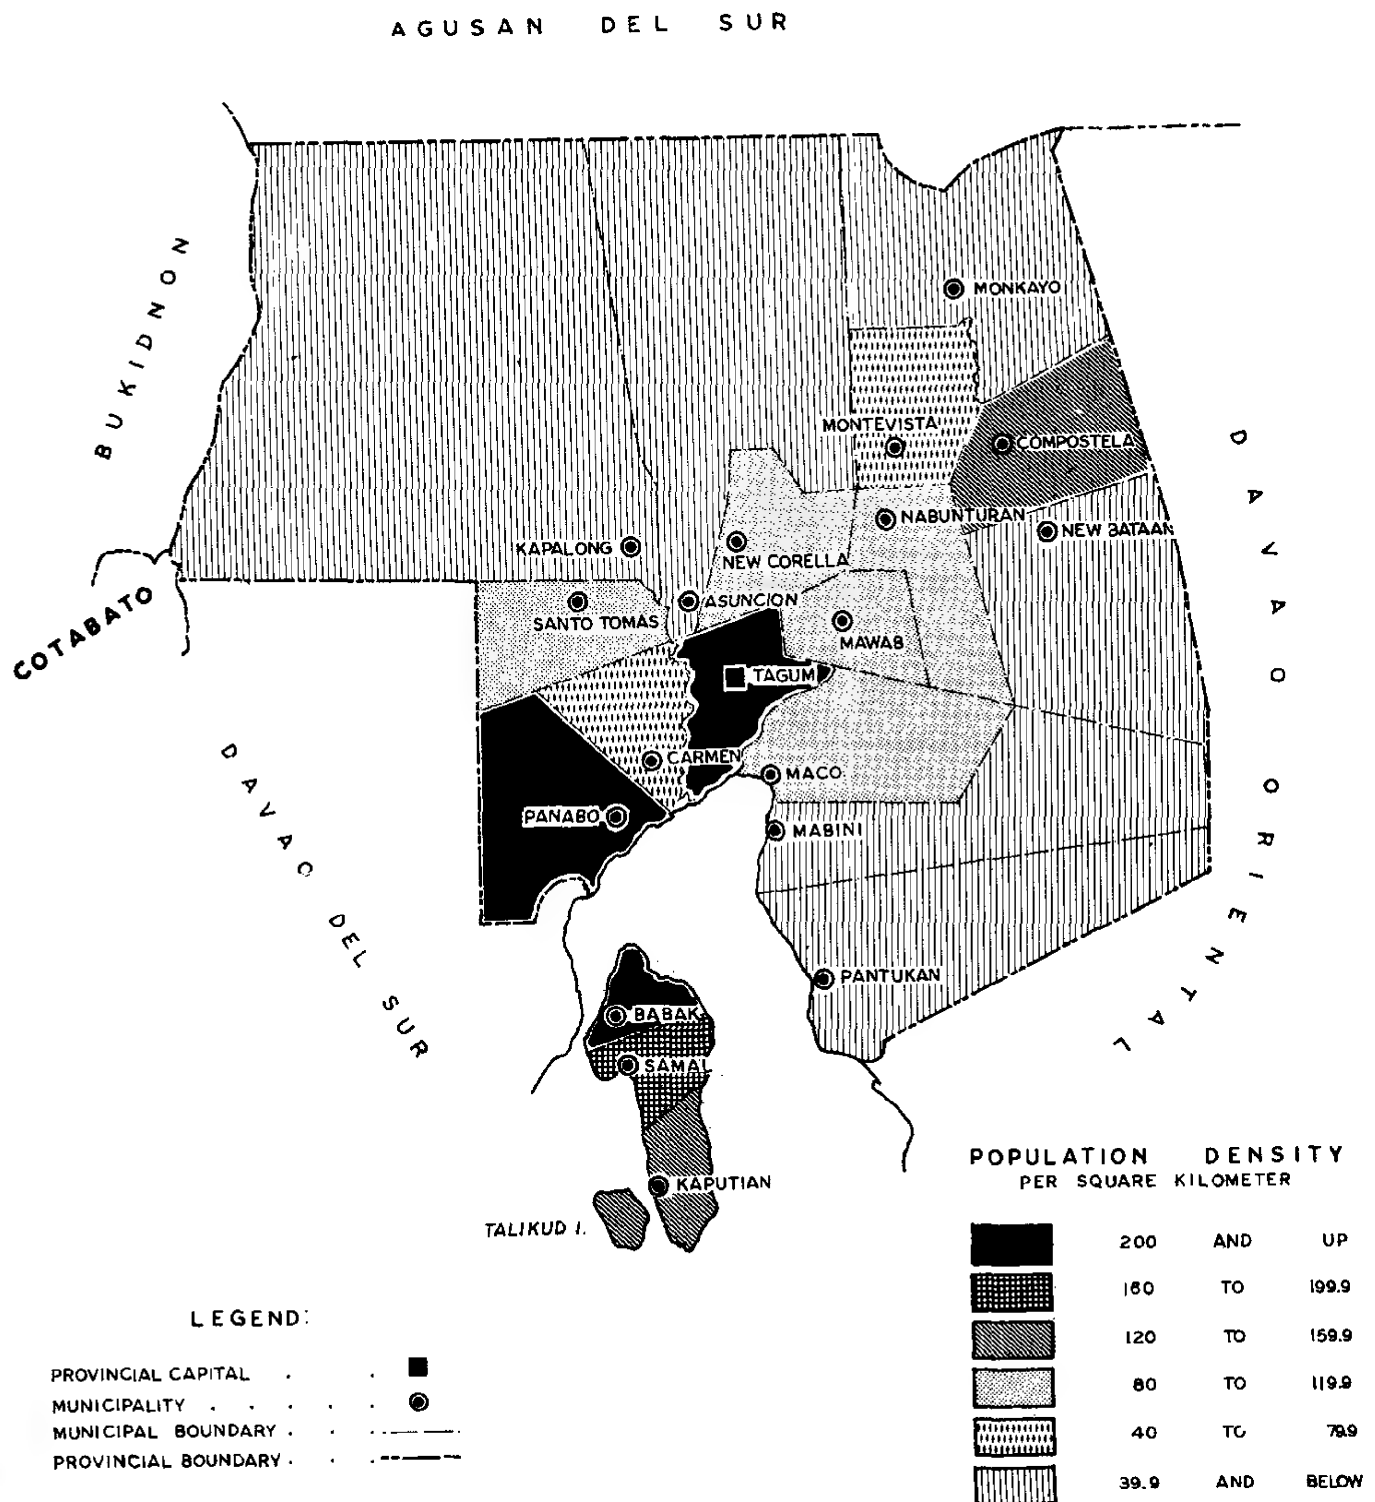 AGUSAN DEL SUR
BUKIDNON
COTABATO
DAVAO DEL SUR
DAVAO ORIENTAL
MONKAYO
MONTEVISTA
COMPOSTELA
NABUNTURAN
NEW BATAAN
KAPALONG
NEW CORELLA
ASUNCION
SANTO TOMAS
MAWAB
TAGUM
CARMEN
MACO
PANABO
MABINI
PANTUKAN
BABAK
SAMAL
KAPUTIAN
TALIKUD I.
POPULATION DENSITY
PER SQUARE KILOMETER
200 AND UP
160 TO 199.9
120 TO 159.9
80 TO 119.9
40 TO 79.9
39.9 AND BELOW
LEGEND:
PROVINCIAL CAPITAL . .
MUNICIPALITY . . . . .
MUNICIPAL BOUNDARY . . .
PROVINCIAL BOUNDARY . . .